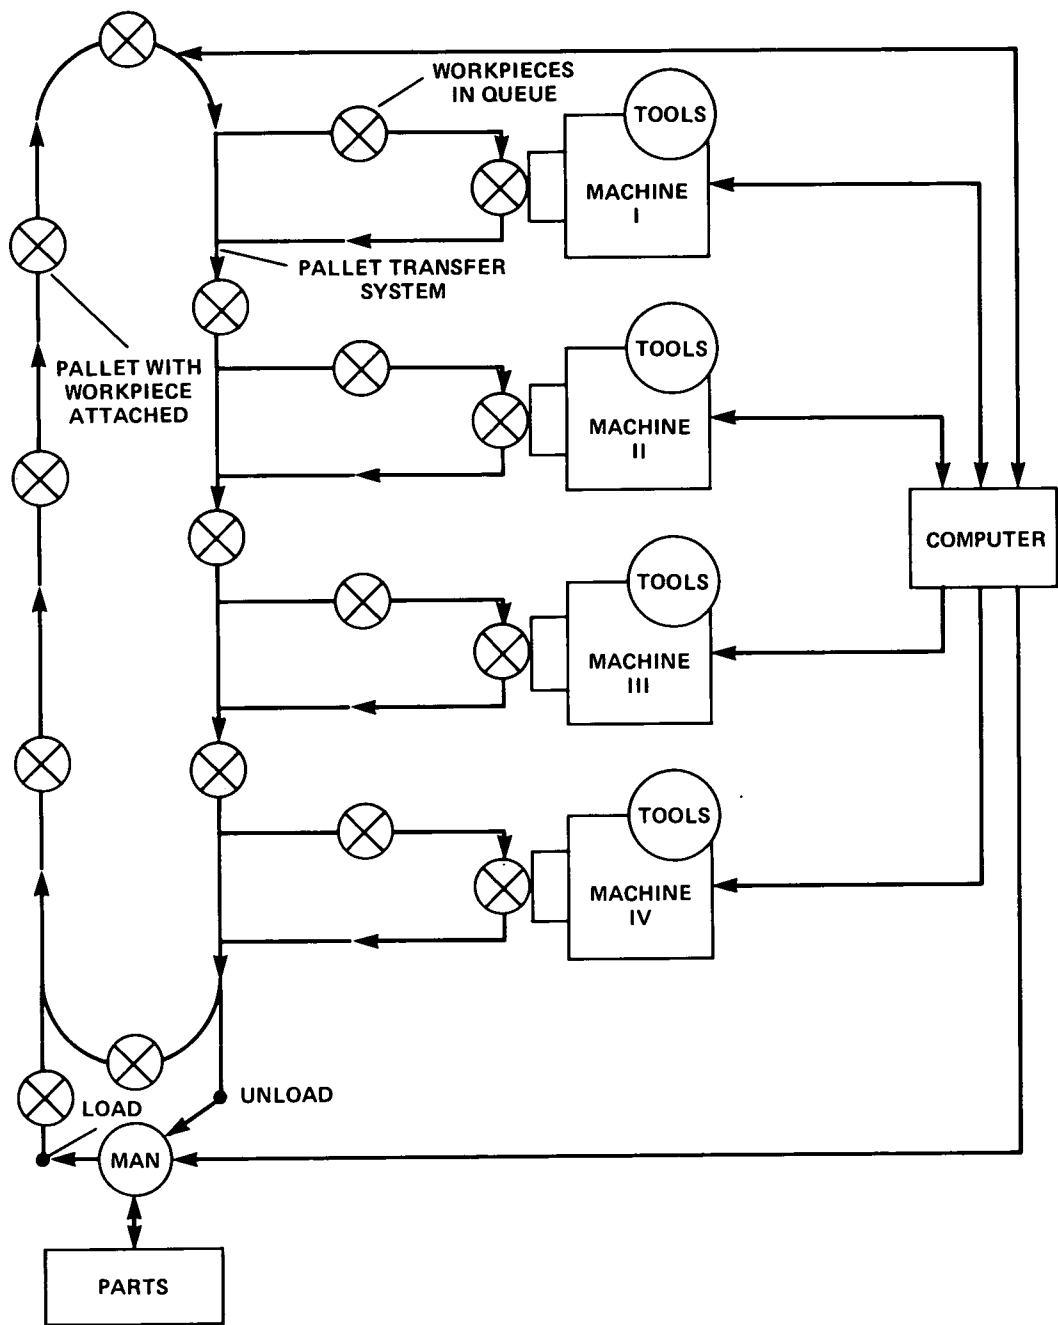 WORKPIECES
IN QUEUE
TOOLS
MACHINE
I
PALLET TRANSFER
SYSTEM
PALLET WITH
WORKPIECE
ATTACHED
TOOLS
MACHINE
II
COMPUTER
TOOLS
MACHINE
III
TOOLS
MACHINE
IV
UNLOAD
LOAD
MAN
PARTS